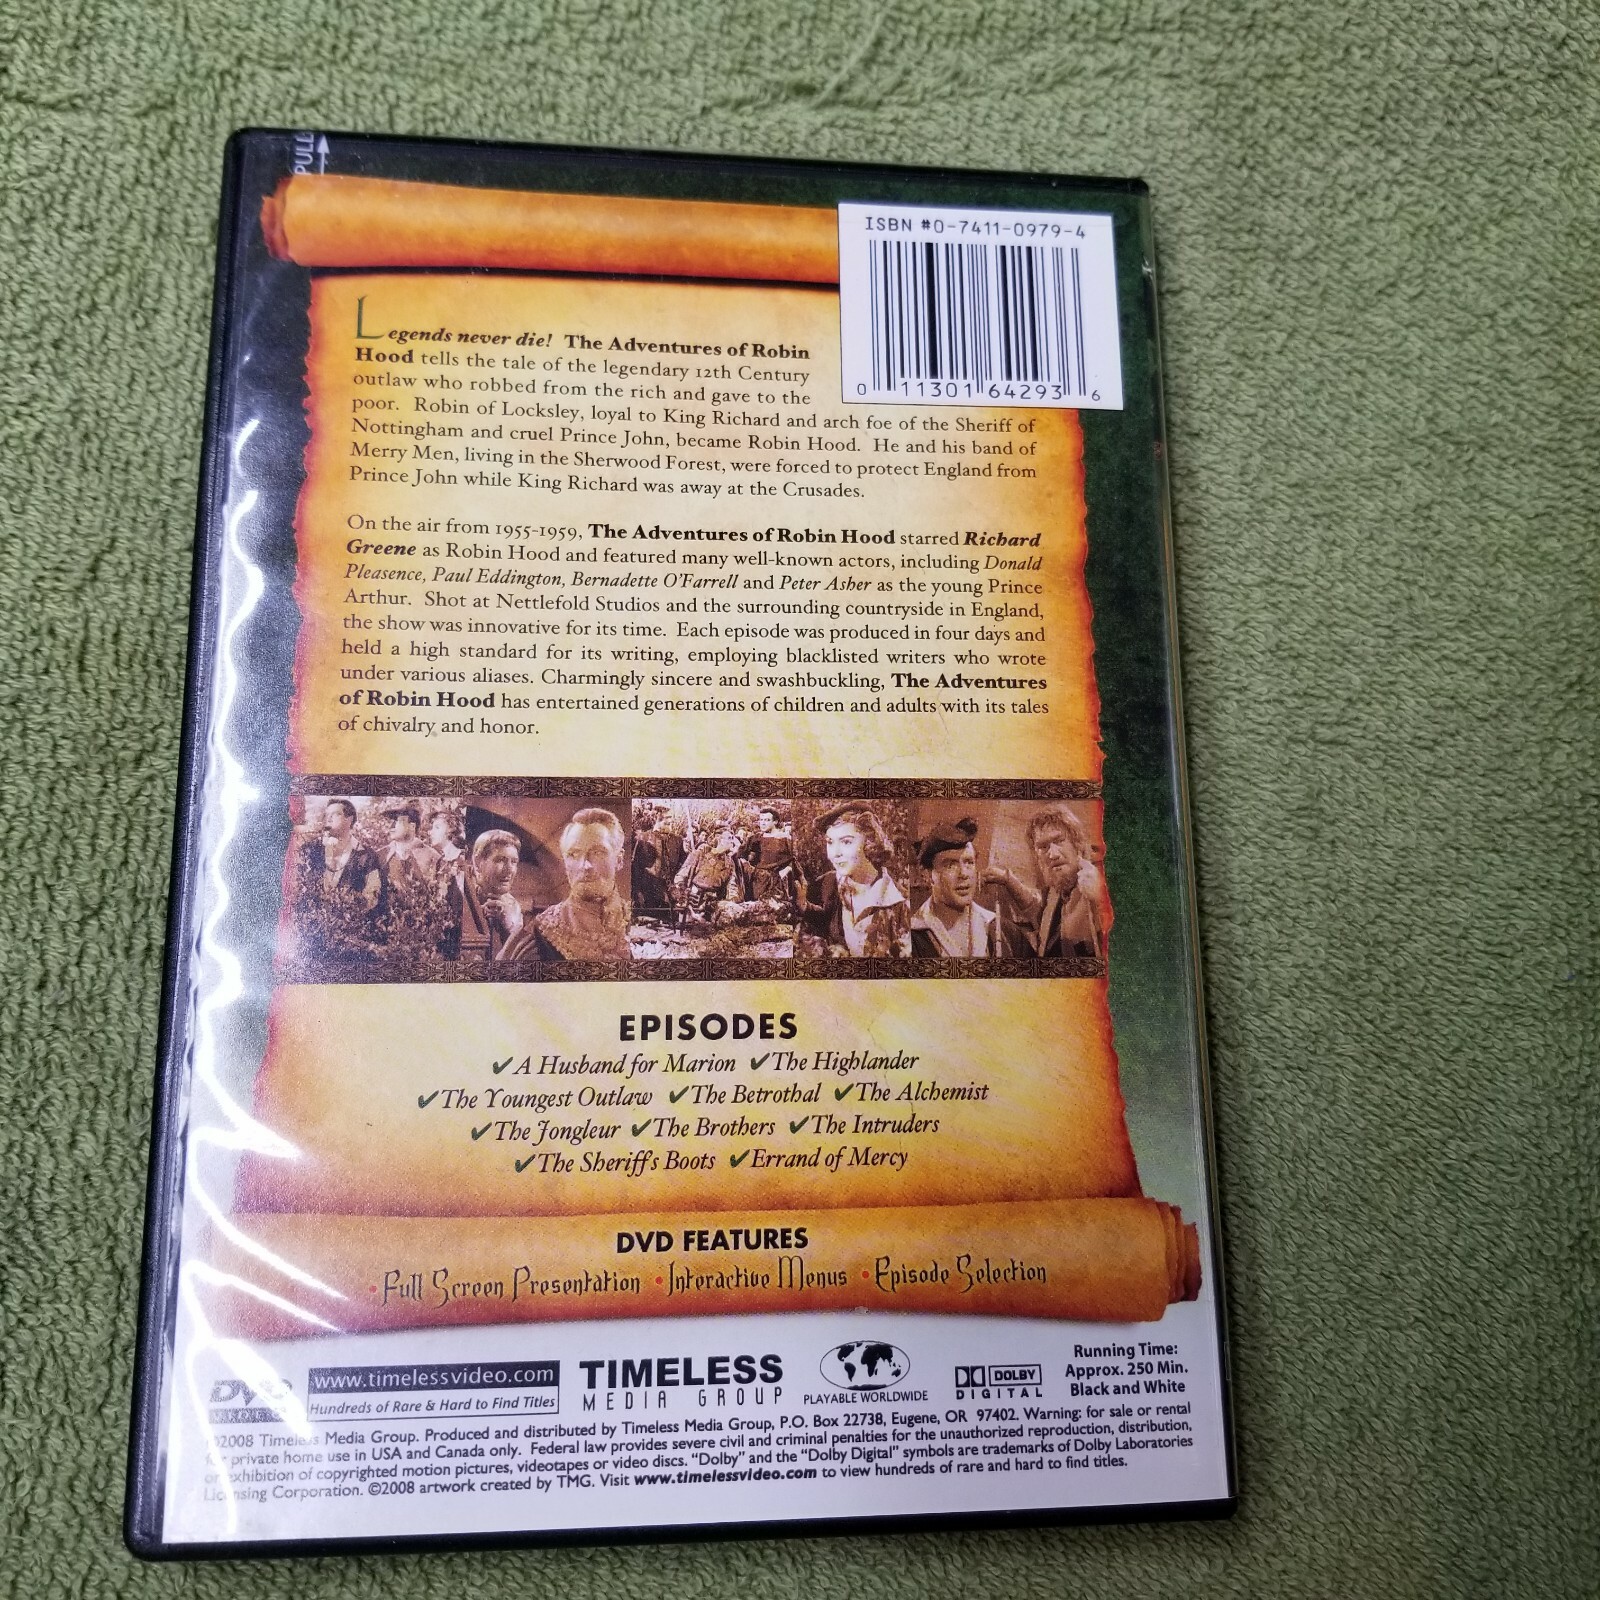 PULL
ISBN #0-7411-0979-4
0 11301 64293 6
Legends never die! The Adventures of Robin
Hood tells the tale of the legendary 12th Century
outlaw who robbed from the rich and gave to the
poor. Robin of Locksley, loyal to King Richard and arch foe of the Sheriff of
Nottingham and cruel Prince John, became Robin Hood. He and his band of
Merry Men, living in the Sherwood Forest, were forced to protect England from
Prince John while King Richard was away at the Crusades.
On the air from 1955-1959, The Adventures of Robin Hood starred Richard
Greene as Robin Hood and featured many well-known actors, including Donald
Pleasence, Paul Eddington, Bernadette O'Farrell and Peter Asher as the young Prince
Arthur. Shot at Nettlefold Studios and the surrounding countryside in England,
the show was innovative for its time. Each episode was produced in four days and
held a high standard for its writing, employing blacklisted writers who wrote
under various aliases. Charmingly sincere and swashbuckling, The Adventures
of Robin Hood has entertained generations of children and adults with its tales
of chivalry and honor.
EPISODES
✔A Husband for Marion ✔The Highlander
✔The Youngest Outlaw ✔The Betrothal ✔The Alchemist
✔The Jongleur ✔The Brothers ✔The Intruders
✔The Sheriff's Boots ✔Errand of Mercy
DVD FEATURES
•Full Screen Presentation •Interactive Menus •Episode Selection
DVD
VIDEO
www.timelessvideo.com
Hundreds of Rare & Hard to Find Titles
TIMELESS
MEDIA GROUP
PLAYABLE WORLDWIDE
DOLBY
DIGITAL
Running Time:
Approx. 250 Min.
Black and White
©2008 Timeless Media Group. Produced and distributed by Timeless Media Group, P.O. Box 22738, Eugene, OR 97402. Warning: for sale or rental
for private home use in USA and Canada only. Federal law provides severe civil and criminal penalties for the unauthorized reproduction, distribution,
or exhibition of copyrighted motion pictures, videotapes or video discs. "Dolby" and the "Dolby Digital" symbols are trademarks of Dolby Laboratories
Licensing Corporation. ©2008 artwork created by TMG. Visit www.timelessvideo.com to view hundreds of rare and hard to find titles.